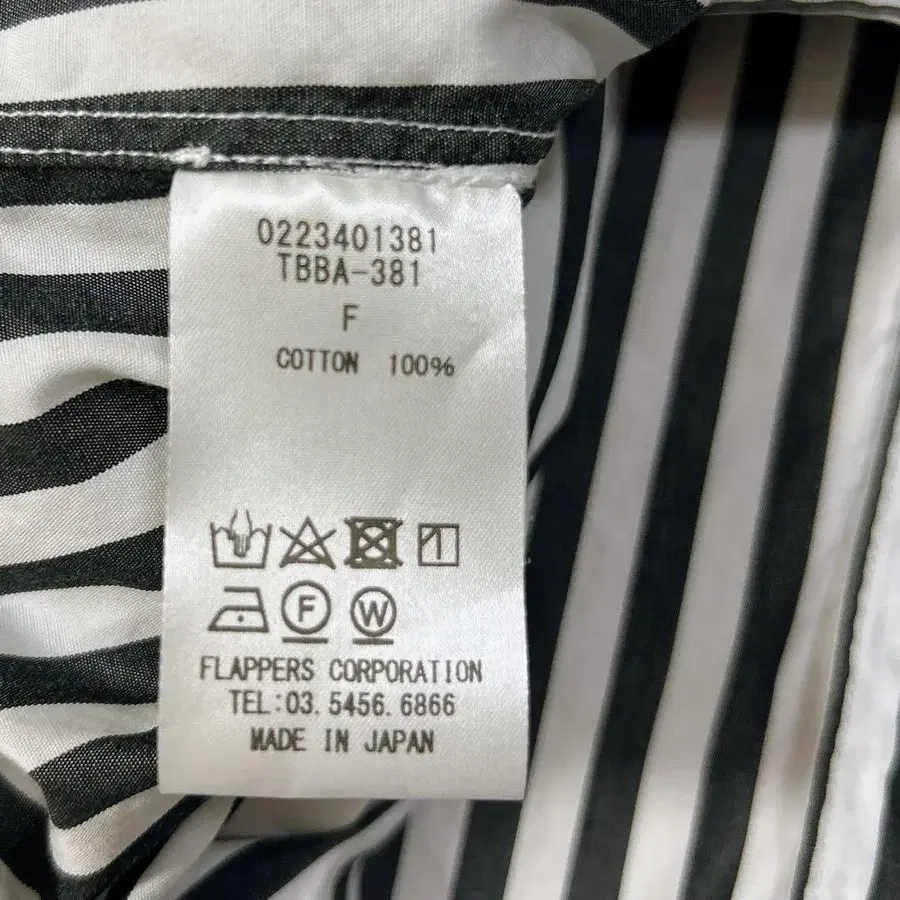 0223401381
TBBA-381
F
COTTON 100%
F W
FLAPPERS CORPORATION
TEL:03.5456.6866
MADE IN JAPAN